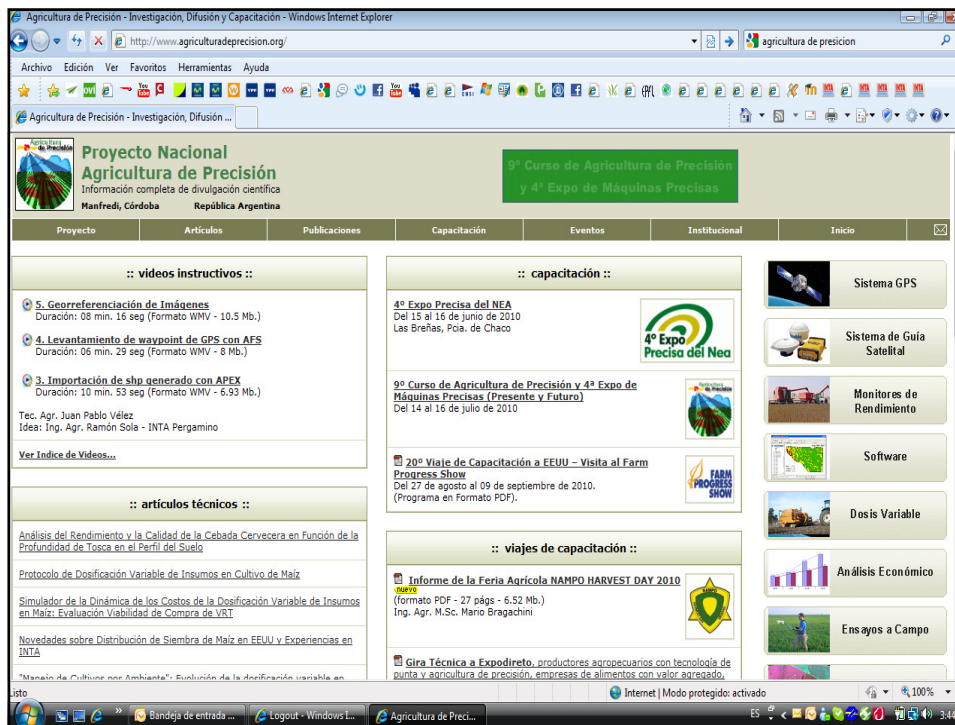 Agricultura de Precisión - Investigación, Difusión y Capacitación - Windows Internet Explorer
http://www.agriculturadeprecision.org/
agricultura de presicion
Archivo Edición Ver Favoritos Herramientas Ayuda
Agricultura de Precisión - Investigación, Difusión ...
Proyecto Nacional
Agricultura de Precisión
Información completa de divulgación científica
Manfredi, Córdoba República Argentina
9º Curso de Agricultura de Precisión
y 4ª Expo de Máquinas Precisas
Proyecto Artículos Publicaciones Capacitación Eventos Institucional Inicio
:: videos instructivos ::
5. Georreferenciación de Imágenes
Duración: 08 min. 16 seg (Formato WMV - 10.5 Mb.)
4. Levantamiento de waypoint de GPS con AFS
Duración: 06 min. 29 seg (Formato WMV - 8 Mb.)
3. Importación de shp generado con APEX
Duración: 10 min. 53 seg (Formato WMV - 6.93 Mb.)
Tec. Agr. Juan Pablo Vélez
Idea: Ing. Agr. Ramón Sola - INTA Pergamino
Ver Indice de Videos...
:: artículos técnicos ::
Análisis del Rendimiento y la Calidad de la Cebada Cervecera en Función de la
Profundidad de Tosca en el Perfil del Suelo
Protocolo de Dosificación Variable de Insumos en Cultivo de Maíz
Simulador de la Dinámica de los Costos de la Dosificación Variable de Insumos
en Maíz: Evaluación Viabilidad de Compra de VRT
Novedades sobre Distribución de Siembra de Maíz en EEUU y Experiencias en
INTA
"Manejo de Cultivos por Ambiente": Evolución de la dosificación variable en
:: capacitación ::
4º Expo Precisa del NEA
Del 15 al 16 de junio de 2010
Las Breñas, Pcia. de Chaco
4º Expo
Precisa del Nea
9º Curso de Agricultura de Precisión y 4ª Expo de
Máquinas Precisas (Presente y Futuro)
Del 14 al 16 de julio de 2010
20º Viaje de Capacitación a EEUU – Visita al Farm
Progress Show
Del 27 de agosto al 09 de septiembre de 2010.
(Programa en Formato PDF).
FARM
PROGRESS
SHOW
:: viajes de capacitación ::
Informe de la Feria Agrícola NAMPO HARVEST DAY 2010
nuevo
(formato PDF - 27 págs - 6.52 Mb.)
Ing. Agr. M.Sc. Mario Bragachini
NAMPO
Gira Técnica a Expodireto, productores agropecuarios con tecnología de
punta y agricultura de precisión, empresas de alimentos con valor agregado,
Sistema GPS
Sistema de Guía
Satelital
Monitores de
Rendimiento
Software
Dosis Variable
Análisis Económico
Ensayos a Campo
Listo
Internet | Modo protegido: activado
100%
Bandeja de entrada ...
Logout - Windows I...
Agricultura de Preci...
ES
3:44